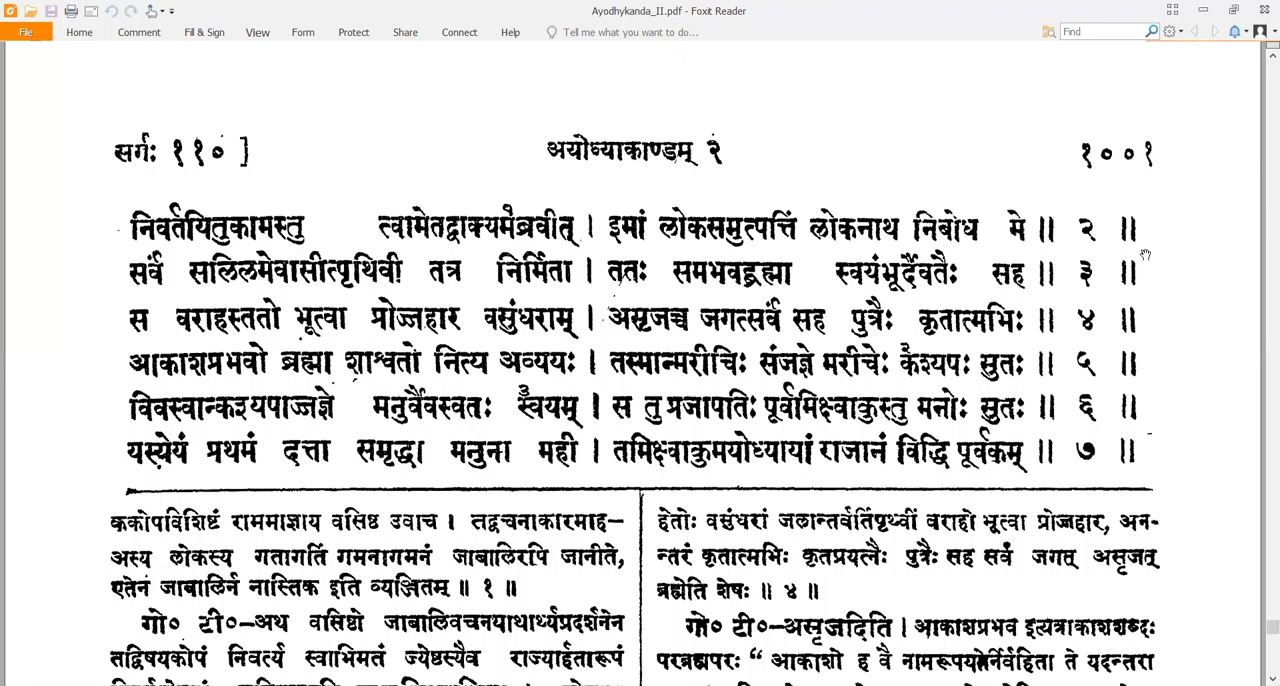 Ayodhykanda_II.pdf - Foxit Reader
File Home Comment Fill & Sign View Form Protect Share Connect Help Tell me what you want to do... Find
सर्गः ११० ] अयोध्याकाण्डम् २ १००१
निवर्तयितुकामस्तु त्वामेतद्वाक्यमब्रवीत् । इमां लोकसमुत्पत्तिं लोकनाथ निबोध मे ॥ २ ॥
सर्वं सलिलमेवासीत्पृथिवी तत्र निर्मिता । ततः समभवद्ब्रह्मा स्वयंभूर्दैवतैः सह ॥ ३ ॥
स वराहस्ततो भूत्वा प्रोज्जहार वसुंधराम् । असृजच्च जगत्सर्वं सह पुत्रैः कृतात्मभिः ॥ ४ ॥
आकाशप्रभवो ब्रह्मा शाश्वतो नित्य अव्ययः । तस्मान्मरीचिः संजज्ञे मरीचेः कश्यपः सुतः ॥ ५ ॥
विवस्वान्कश्यपाज्जज्ञे मनुर्वैवस्वतः स्वयम् । स तु प्रजापतिः पूर्वमिक्ष्वाकुस्तु मनोः सुतः ॥ ६ ॥
यस्येयं प्रथमं दत्ता समृद्धा मनुना मही । तमिक्ष्वाकुमयोध्यायां राजानं विद्धि पूर्वकम् ॥ ७ ॥
ककोपविशिष्टं राममाज्ञाय वसिष्ठ उवाच । तद्वचनाकारमाह–
अस्य लोकस्य गतागतिं गमनागमनं जाबालिरपि जानीते,
एतेन जाबालिर्न नास्तिक इति व्यञ्जितम् ॥ १ ॥
गो० टी०–अथ वसिष्ठो जाबालिवचनयाथार्थ्यप्रदर्शनेन
तद्विषयकोपं निवर्त्य स्वाभिमतं ज्येष्ठस्यैव राज्यार्हतारूपं
हेतोः वसंधरां जलान्तर्वर्तिपृथ्वीं वराहो भूत्वा प्रोज्जहार, अन-
न्तरं कृतात्मभिः कृतप्रयत्नैः पुत्रैः सह सर्वं जगत् असृजत्
ब्रह्मेति शेषः ॥ ४ ॥
गो० टी०–असृजदिति । आकाशप्रभव इत्यत्राकाशशब्दः
परब्रह्मपरः “ आकाशो ह वै नामरूपयोर्निर्वहिता ते यदन्तरा